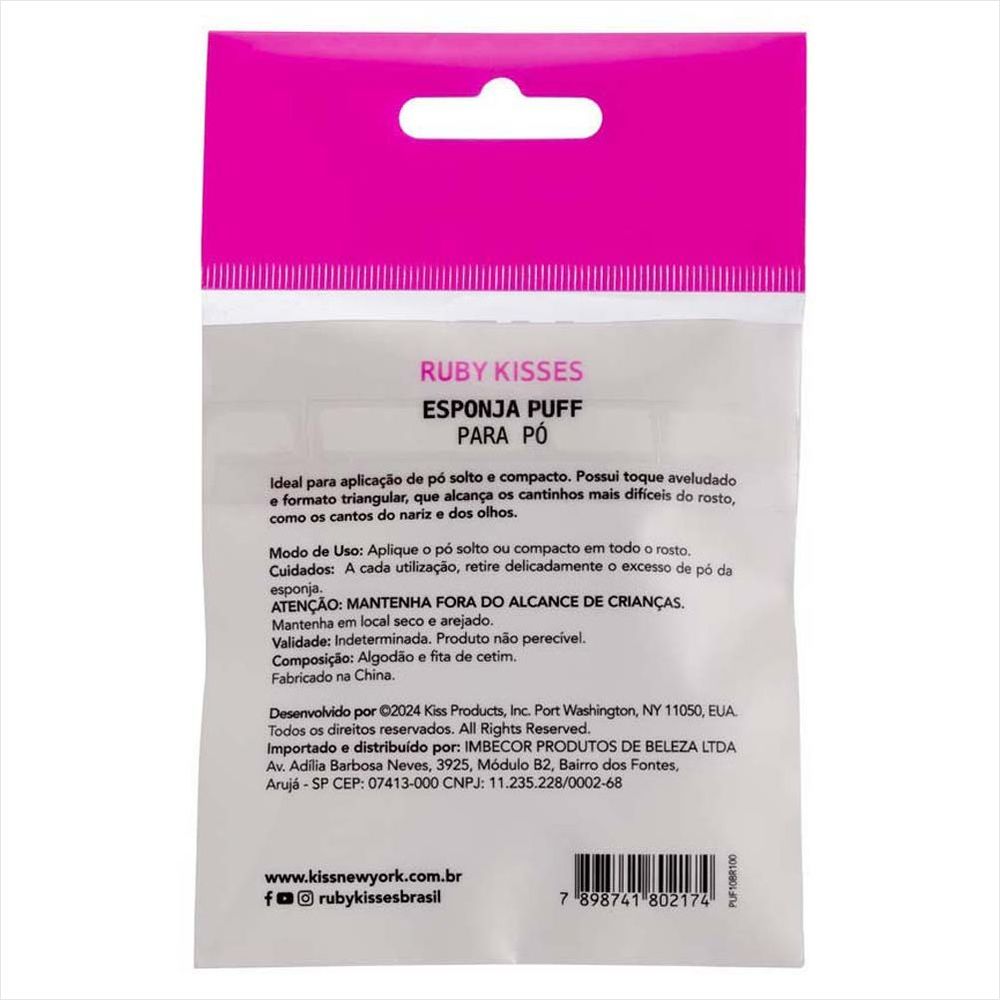 RUBY KISSES
ESPONJA PUFF
PARA PÓ
Ideal para aplicação de pó solto e compacto. Possui toque aveludado
e formato triangular, que alcança os cantinhos mais difíceis do rosto,
como os cantos do nariz e dos olhos.
Modo de Uso: Aplique o pó solto ou compacto em todo o rosto.
Cuidados: A cada utilização, retire delicadamente o excesso de pó da
esponja.
ATENÇÃO: MANTENHA FORA DO ALCANCE DE CRIANÇAS.
Mantenha em local seco e arejado.
Validade: Indeterminada. Produto não perecível.
Composição: Algodão e fita de cetim.
Fabricado na China.
Desenvolvido por ©2024 Kiss Products, Inc. Port Washington, NY 11050, EUA.
Todos os direitos reservados. All Rights Reserved.
Importado e distribuído por: IMBECOR PRODUTOS DE BELEZA LTDA
Av. Adília Barbosa Neves, 3925, Módulo B2, Bairro dos Fontes,
Arujá - SP CEP: 07413-000 CNPJ: 11.235.228/0002-68
www.kissnewyork.com.br
rubykissesbrasil
7 898741 802174
PUF10BR100